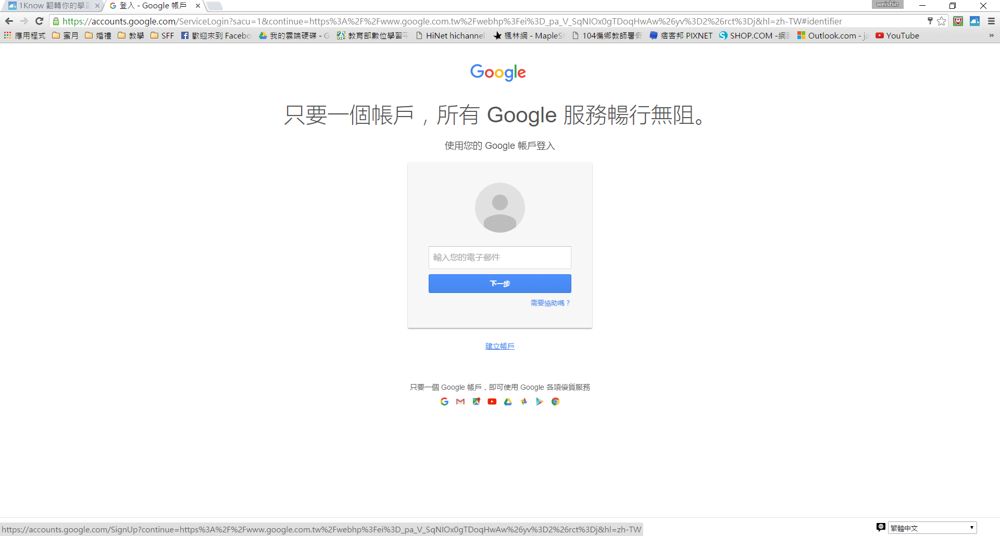 1Know 翻轉你的學習
登入 - Google 帳戶
weishin
https://accounts.google.com/ServiceLogin?sacu=1&continue=https%3A%2F%2Fwww.google.com.tw%2Fwebhp%3Fei%3D_pa_V_SqNIOx0gTDoqHwAw%26yv%3D2%26rct%3Dj&hl=zh-TW#identifier
應用程式 蜜月 婚禮 教學 SFF 歡迎來到 Facebo 我的雲端硬碟 - G 教育部數位學習平 HiNet hichannel 楓林網 - MapleSt 104偏鄉教師暑假 痞客邦 PIXNET SHOP.COM -網路 Outlook.com - ja YouTube »
Google
只要一個帳戶，所有 Google 服務暢行無阻。
使用您的 Google 帳戶登入
輸入您的電子郵件
下一步
需要協助嗎？
建立帳戶
只要一個 Google 帳戶，即可使用 Google 各項優質服務
https://accounts.google.com/SignUp?continue=https%3A%2F%2Fwww.google.com.tw%2Fwebhp%3Fei%3D_pa_V_SqNIOx0gTDoqHwAw%26yv%3D2%26rct%3Dj&hl=zh-TW
繁體中文